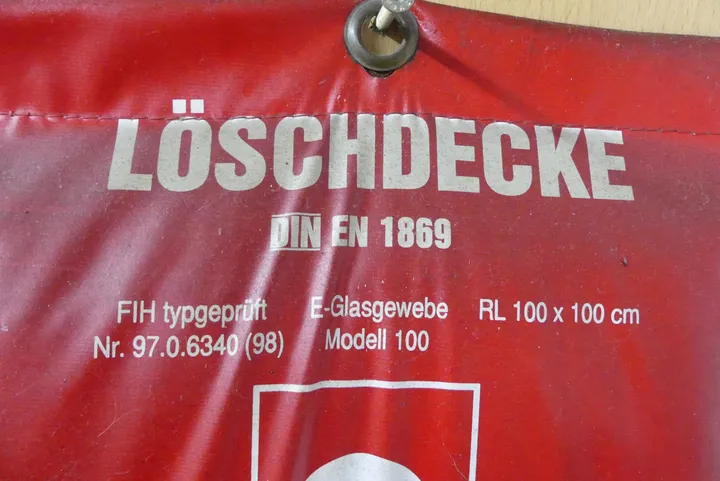 LÖSCHDECKE
DIN EN 1869
FIH typgeprüft E-Glasgewebe RL 100 x 100 cm
Nr. 97.0.6340 (98) Modell 100